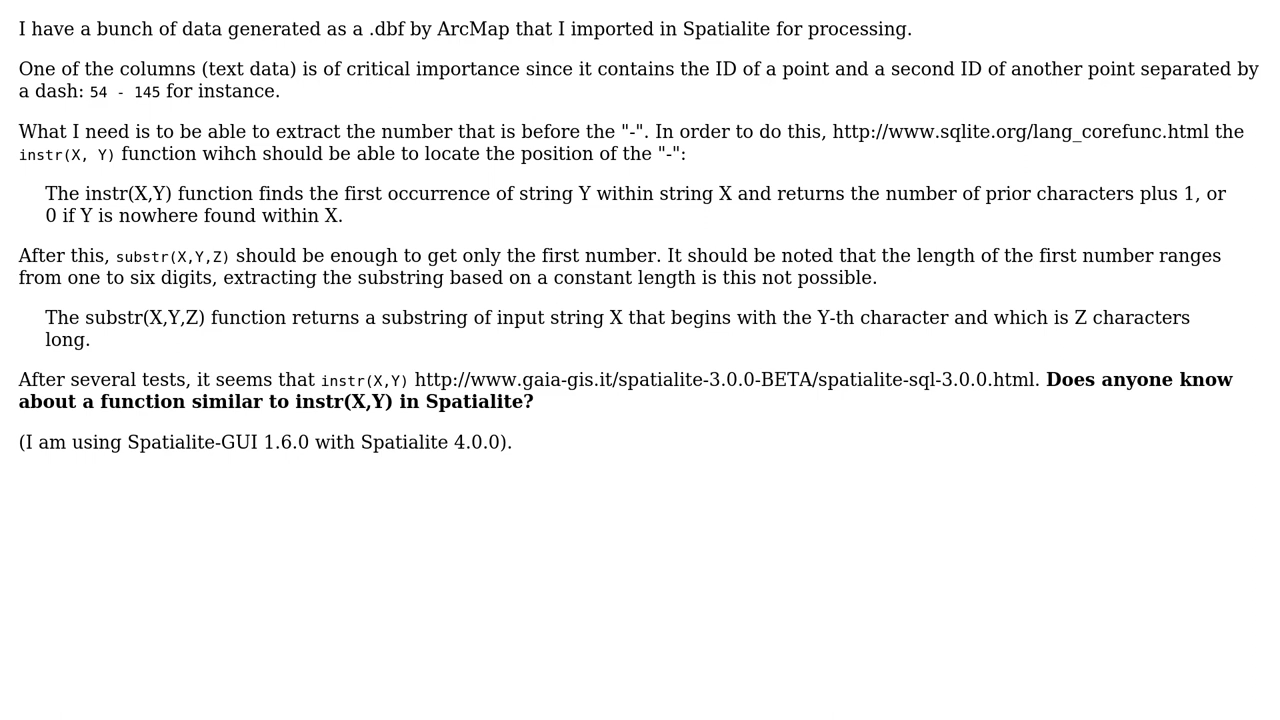 I have a bunch of data generated as a .dbf by ArcMap that I imported in Spatialite for processing.
One of the columns (text data) is of critical importance since it contains the ID of a point and a second ID of another point separated by
a dash: 54 - 145 for instance.
What I need is to be able to extract the number that is before the "-". In order to do this, http://www.sqlite.org/lang_corefunc.html the
instr(X, Y) function wihch should be able to locate the position of the "-":
The instr(X,Y) function finds the first occurrence of string Y within string X and returns the number of prior characters plus 1, or
0 if Y is nowhere found within X.
After this, substr(X,Y,Z) should be enough to get only the first number. It should be noted that the length of the first number ranges
from one to six digits, extracting the substring based on a constant length is this not possible.
The substr(X,Y,Z) function returns a substring of input string X that begins with the Y-th character and which is Z characters
long.
After several tests, it seems that instr(X,Y) http://www.gaia-gis.it/spatialite-3.0.0-BETA/spatialite-sql-3.0.0.html. Does anyone know
about a function similar to instr(X,Y) in Spatialite?
(I am using Spatialite-GUI 1.6.0 with Spatialite 4.0.0).